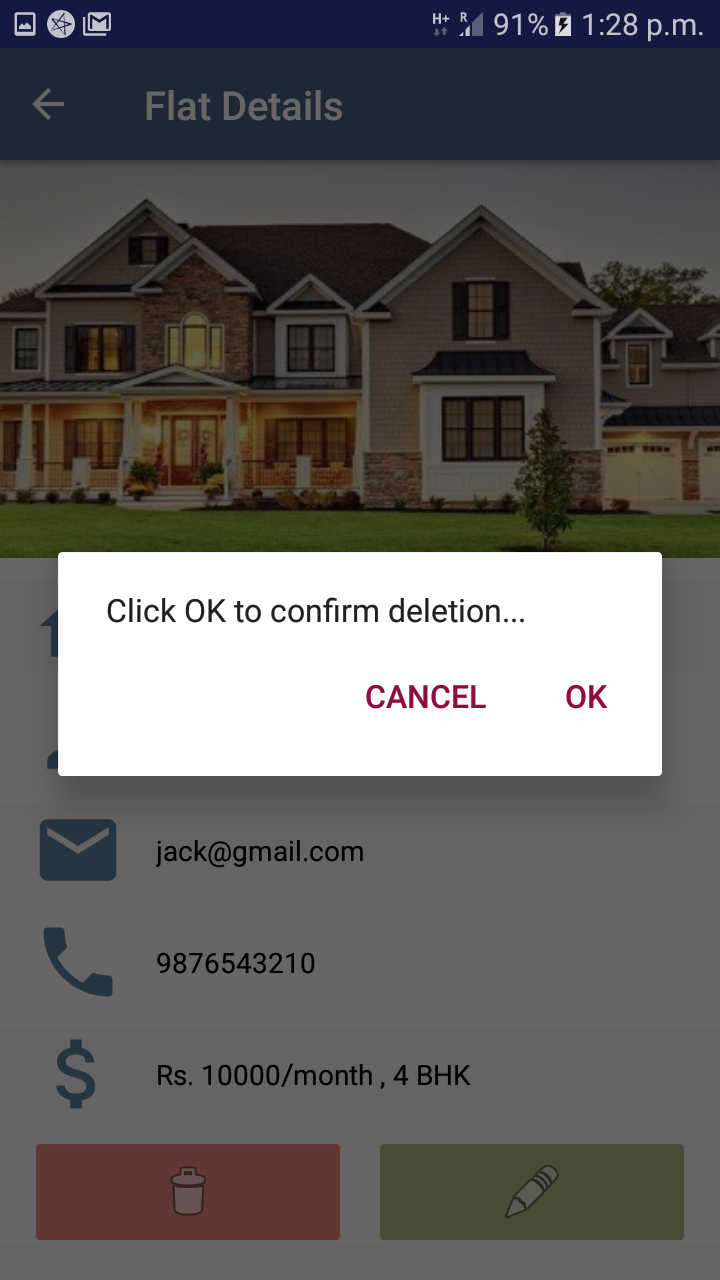 H+ R 91% 1:28 p.m.
Flat Details
Click OK to confirm deletion...
CANCEL OK
jack@gmail.com
9876543210
Rs. 10000/month , 4 BHK